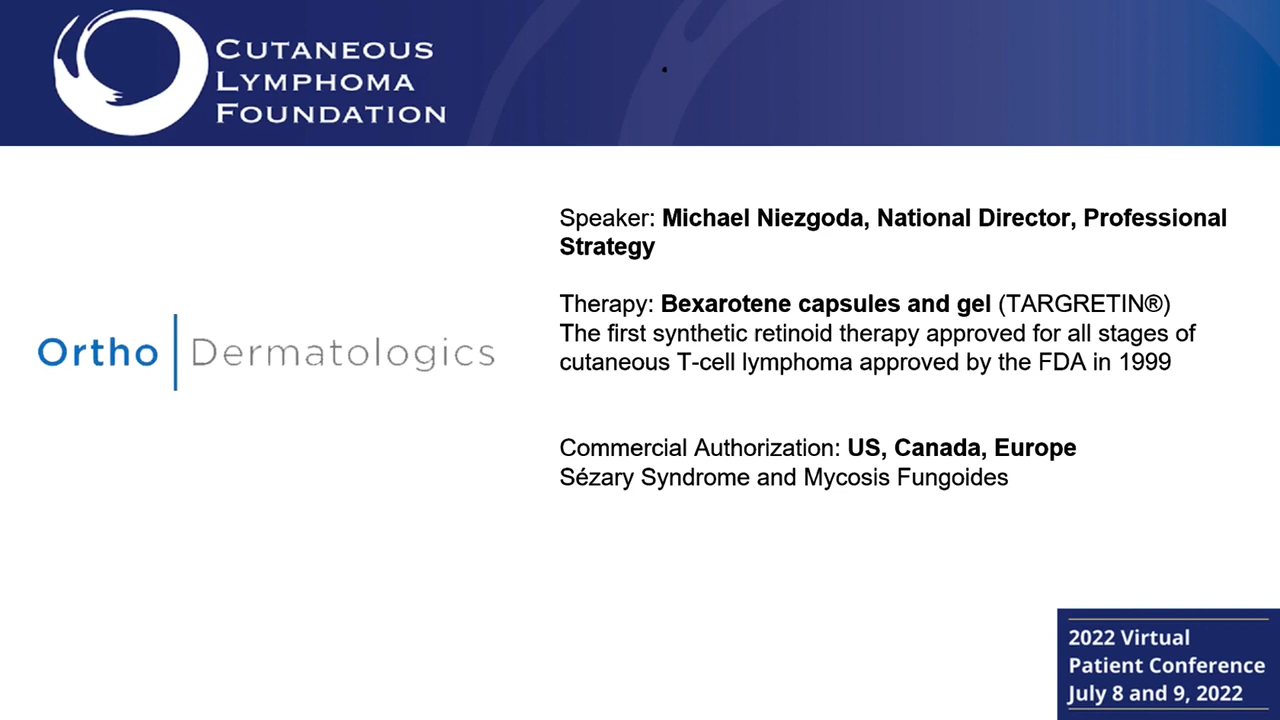 CUTANEOUS
LYMPHOMA
FOUNDATION
Speaker: Michael Niezgoda, National Director, Professional
Strategy
Therapy: Bexarotene capsules and gel (TARGRETIN®)
The first synthetic retinoid therapy approved for all stages of
cutaneous T-cell lymphoma approved by the FDA in 1999
Ortho Dermatologics
Commercial Authorization: US, Canada, Europe
Sézary Syndrome and Mycosis Fungoides
2022 Virtual
Patient Conference
July 8 and 9, 2022